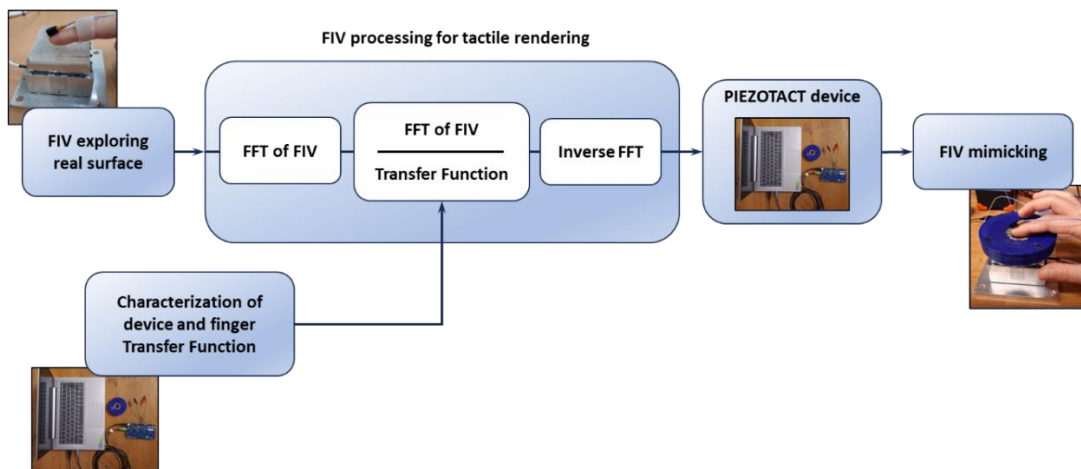 FIV processing for tactile rendering
FIV exploring
real surface
FFT of FIV
FFT of FIV
Transfer Function
Inverse FFT
PIEZOTACT device
FIV mimicking
Characterization of
device and finger
Transfer Function